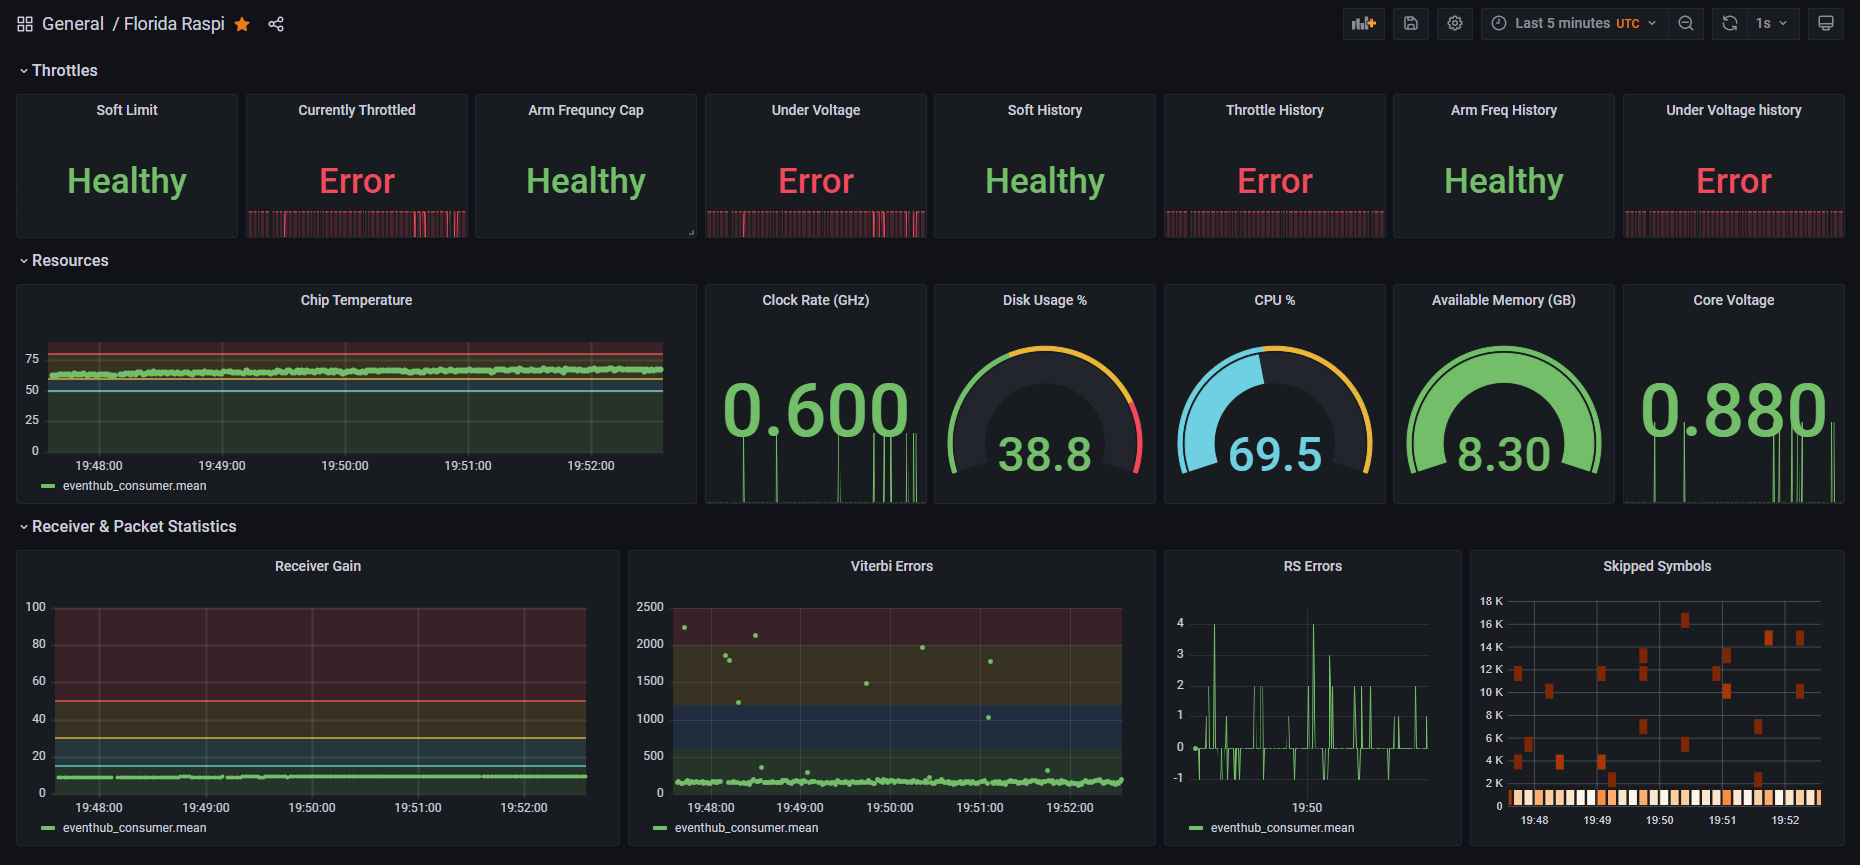 General / Florida Raspi
Last 5 minutes UTC
1s
Throttles
Soft Limit
Currently Throttled
Arm Frequncy Cap
Under Voltage
Soft History
Throttle History
Arm Freq History
Under Voltage history
Healthy
Error
Healthy
Error
Healthy
Error
Healthy
Error
Resources
Chip Temperature
75
50
25
0
19:48:00 19:49:00 19:50:00 19:51:00 19:52:00
eventhub_consumer.mean
Clock Rate (GHz)
0.600
Disk Usage %
38.8
CPU %
69.5
Available Memory (GB)
8.30
Core Voltage
0.880
Receiver & Packet Statistics
Receiver Gain
100
80
60
40
20
0
19:48:00 19:49:00 19:50:00 19:51:00 19:52:00
eventhub_consumer.mean
Viterbi Errors
2500
2000
1500
1000
500
0
19:48:00 19:49:00 19:50:00 19:51:00 19:52:00
eventhub_consumer.mean
RS Errors
4
3
2
1
0
-1
19:50
eventhub_consumer.mean
Skipped Symbols
18 K
16 K
14 K
12 K
10 K
8 K
6 K
4 K
2 K
0
19:48 19:49 19:50 19:51 19:52